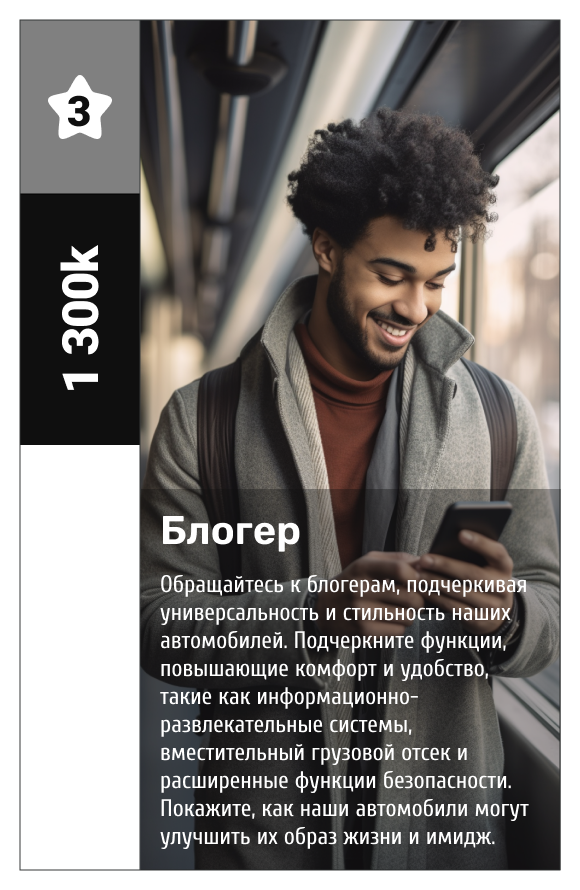 3
1 300k
Блогер
Обращайтесь к блогерам, подчеркивая
универсальность и стильность наших
автомобилей. Подчеркните функции,
повышающие комфорт и удобство,
такие как информационно-
развлекательные системы,
вместительный грузовой отсек и
расширенные функции безопасности.
Покажите, как наши автомобили могут
улучшить их образ жизни и имидж.